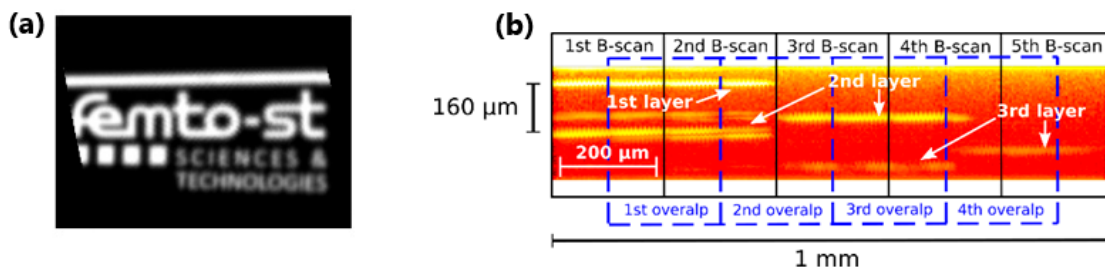 (a)
femto-st
SCIENCES &
TECHNOLOGIES
(b)
1st B-scan 2nd B-scan 3rd B-scan 4th B-scan 5th B-scan
160 μm
1st layer
2nd layer
3rd layer
200 μm
1st overalp 2nd overalp 3rd overalp 4th overalp
1 mm